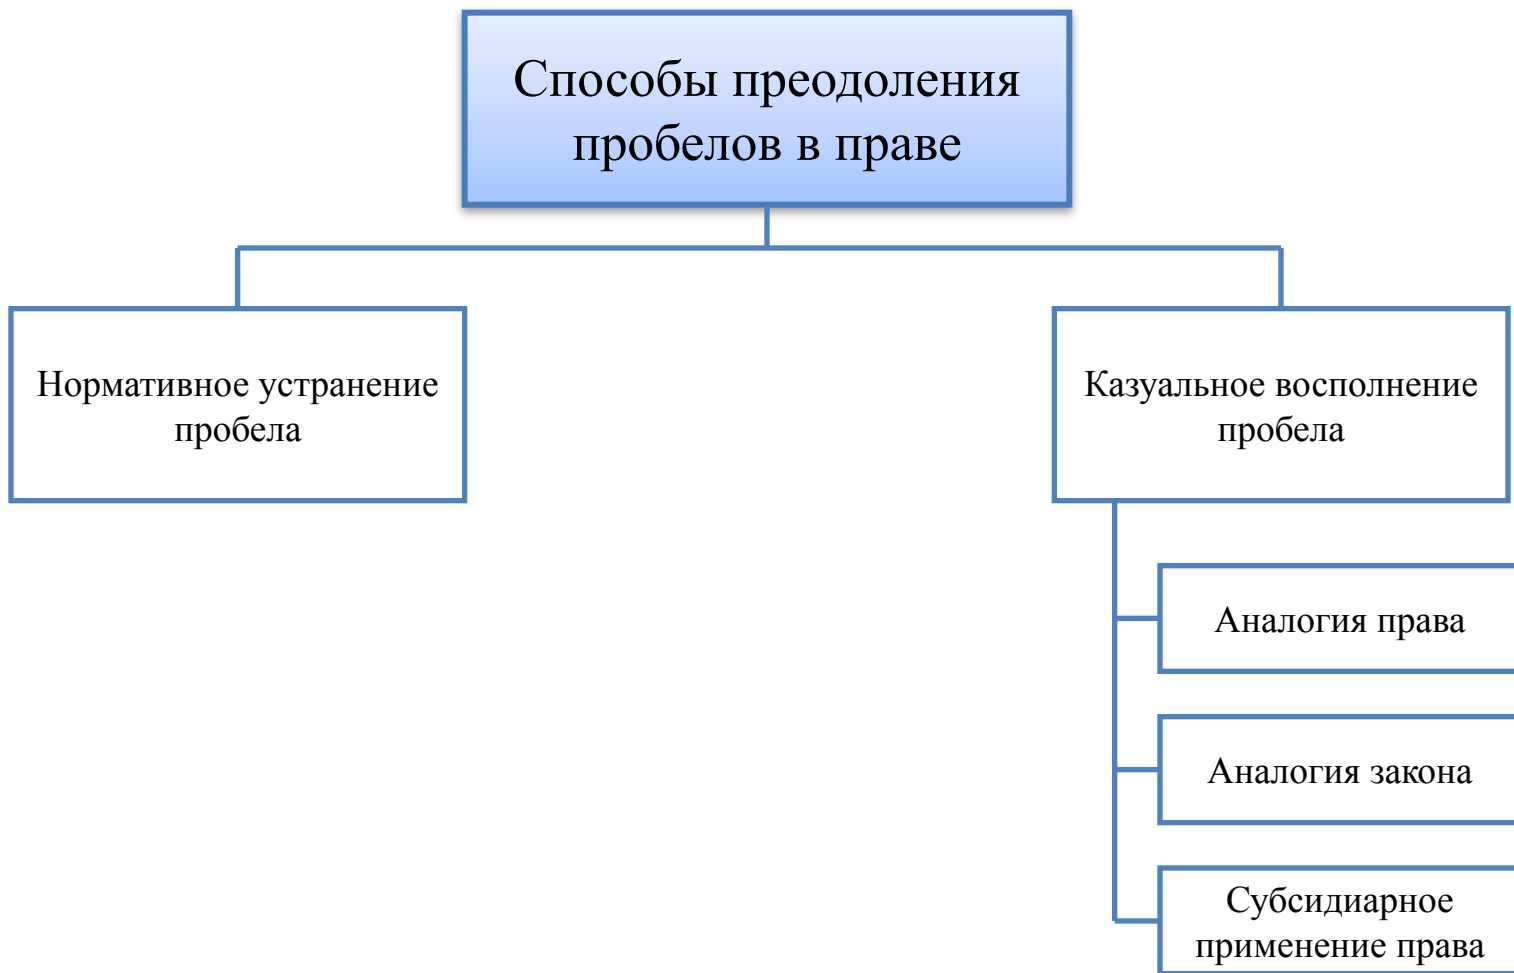 Способы преодоления
пробелов в праве
Нормативное устранение
пробела
Казуальное восполнение
пробела
Аналогия права
Аналогия закона
Субсидиарное
применение права